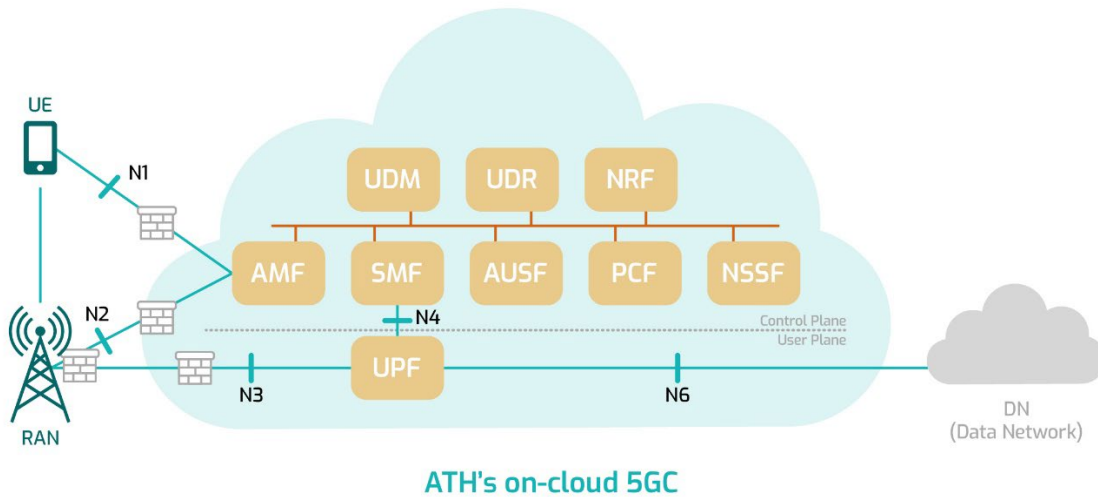 UE
N1
UDM
UDR
NRF
AMF
SMF
AUSF
PCF
NSSF
N2
N4
Control Plane
User Plane
UPF
N3
N6
RAN
DN
(Data Network)
ATH's on-cloud 5GC